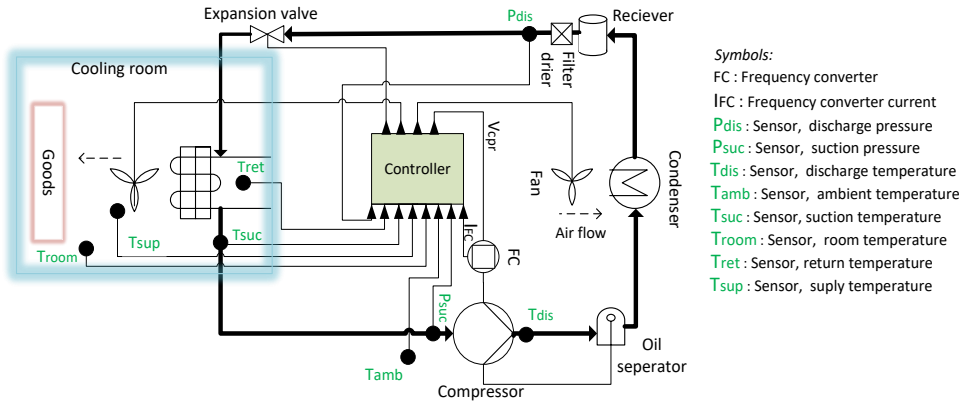 Expansion valve
Pdis
Reciever
Filter
drier
Cooling room
Goods
Tret
Controller
Vcpr
Fan
Air flow
Condenser
Troom
Tsup
Tsuc
IFC
FC
Psuc
Tamb
Tdis
Compressor
Oil
seperator
Symbols:
FC : Frequency converter
IFC : Frequency converter current
Pdis : Sensor, discharge pressure
Psuc : Sensor, suction pressure
Tdis : Sensor, discharge temperature
Tamb : Sensor, ambient temperature
Tsuc : Sensor, suction temperature
Troom : Sensor, room temperature
Tret : Sensor, return temperature
Tsup : Sensor, suply temperature